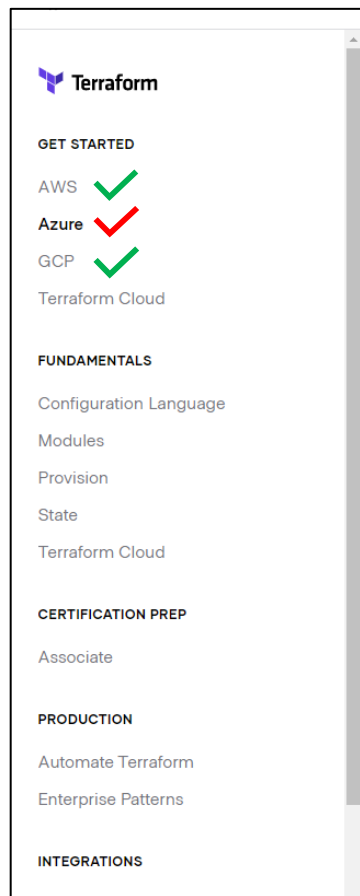 Terraform
GET STARTED
AWS
Azure
GCP
Terraform Cloud
FUNDAMENTALS
Configuration Language
Modules
Provision
State
Terraform Cloud
CERTIFICATION PREP
Associate
PRODUCTION
Automate Terraform
Enterprise Patterns
INTEGRATIONS